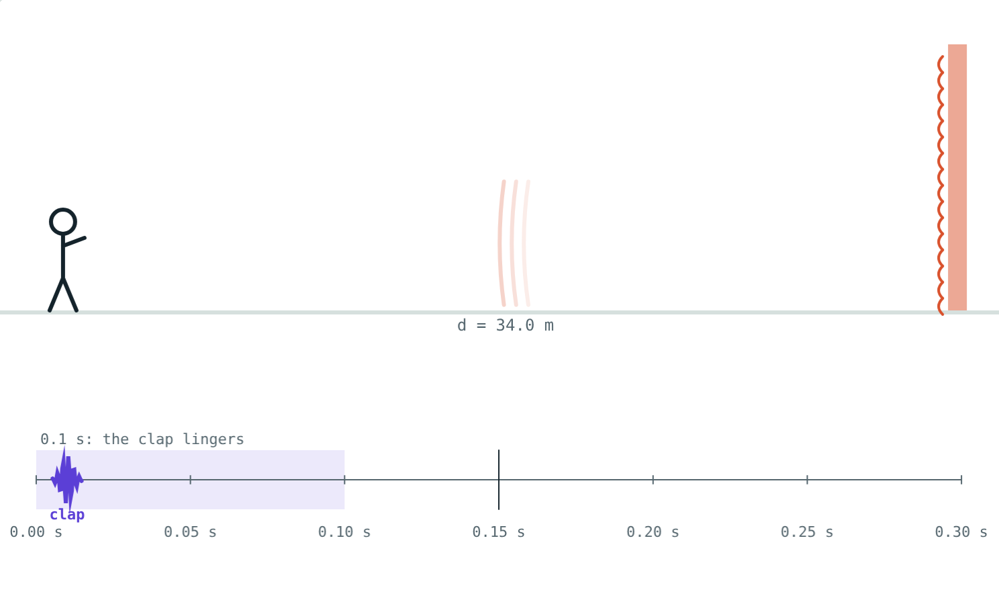 d = 34.0 m
0.1 s: the clap lingers
clap
0.00 s 0.05 s 0.10 s 0.15 s 0.20 s 0.25 s 0.30 s